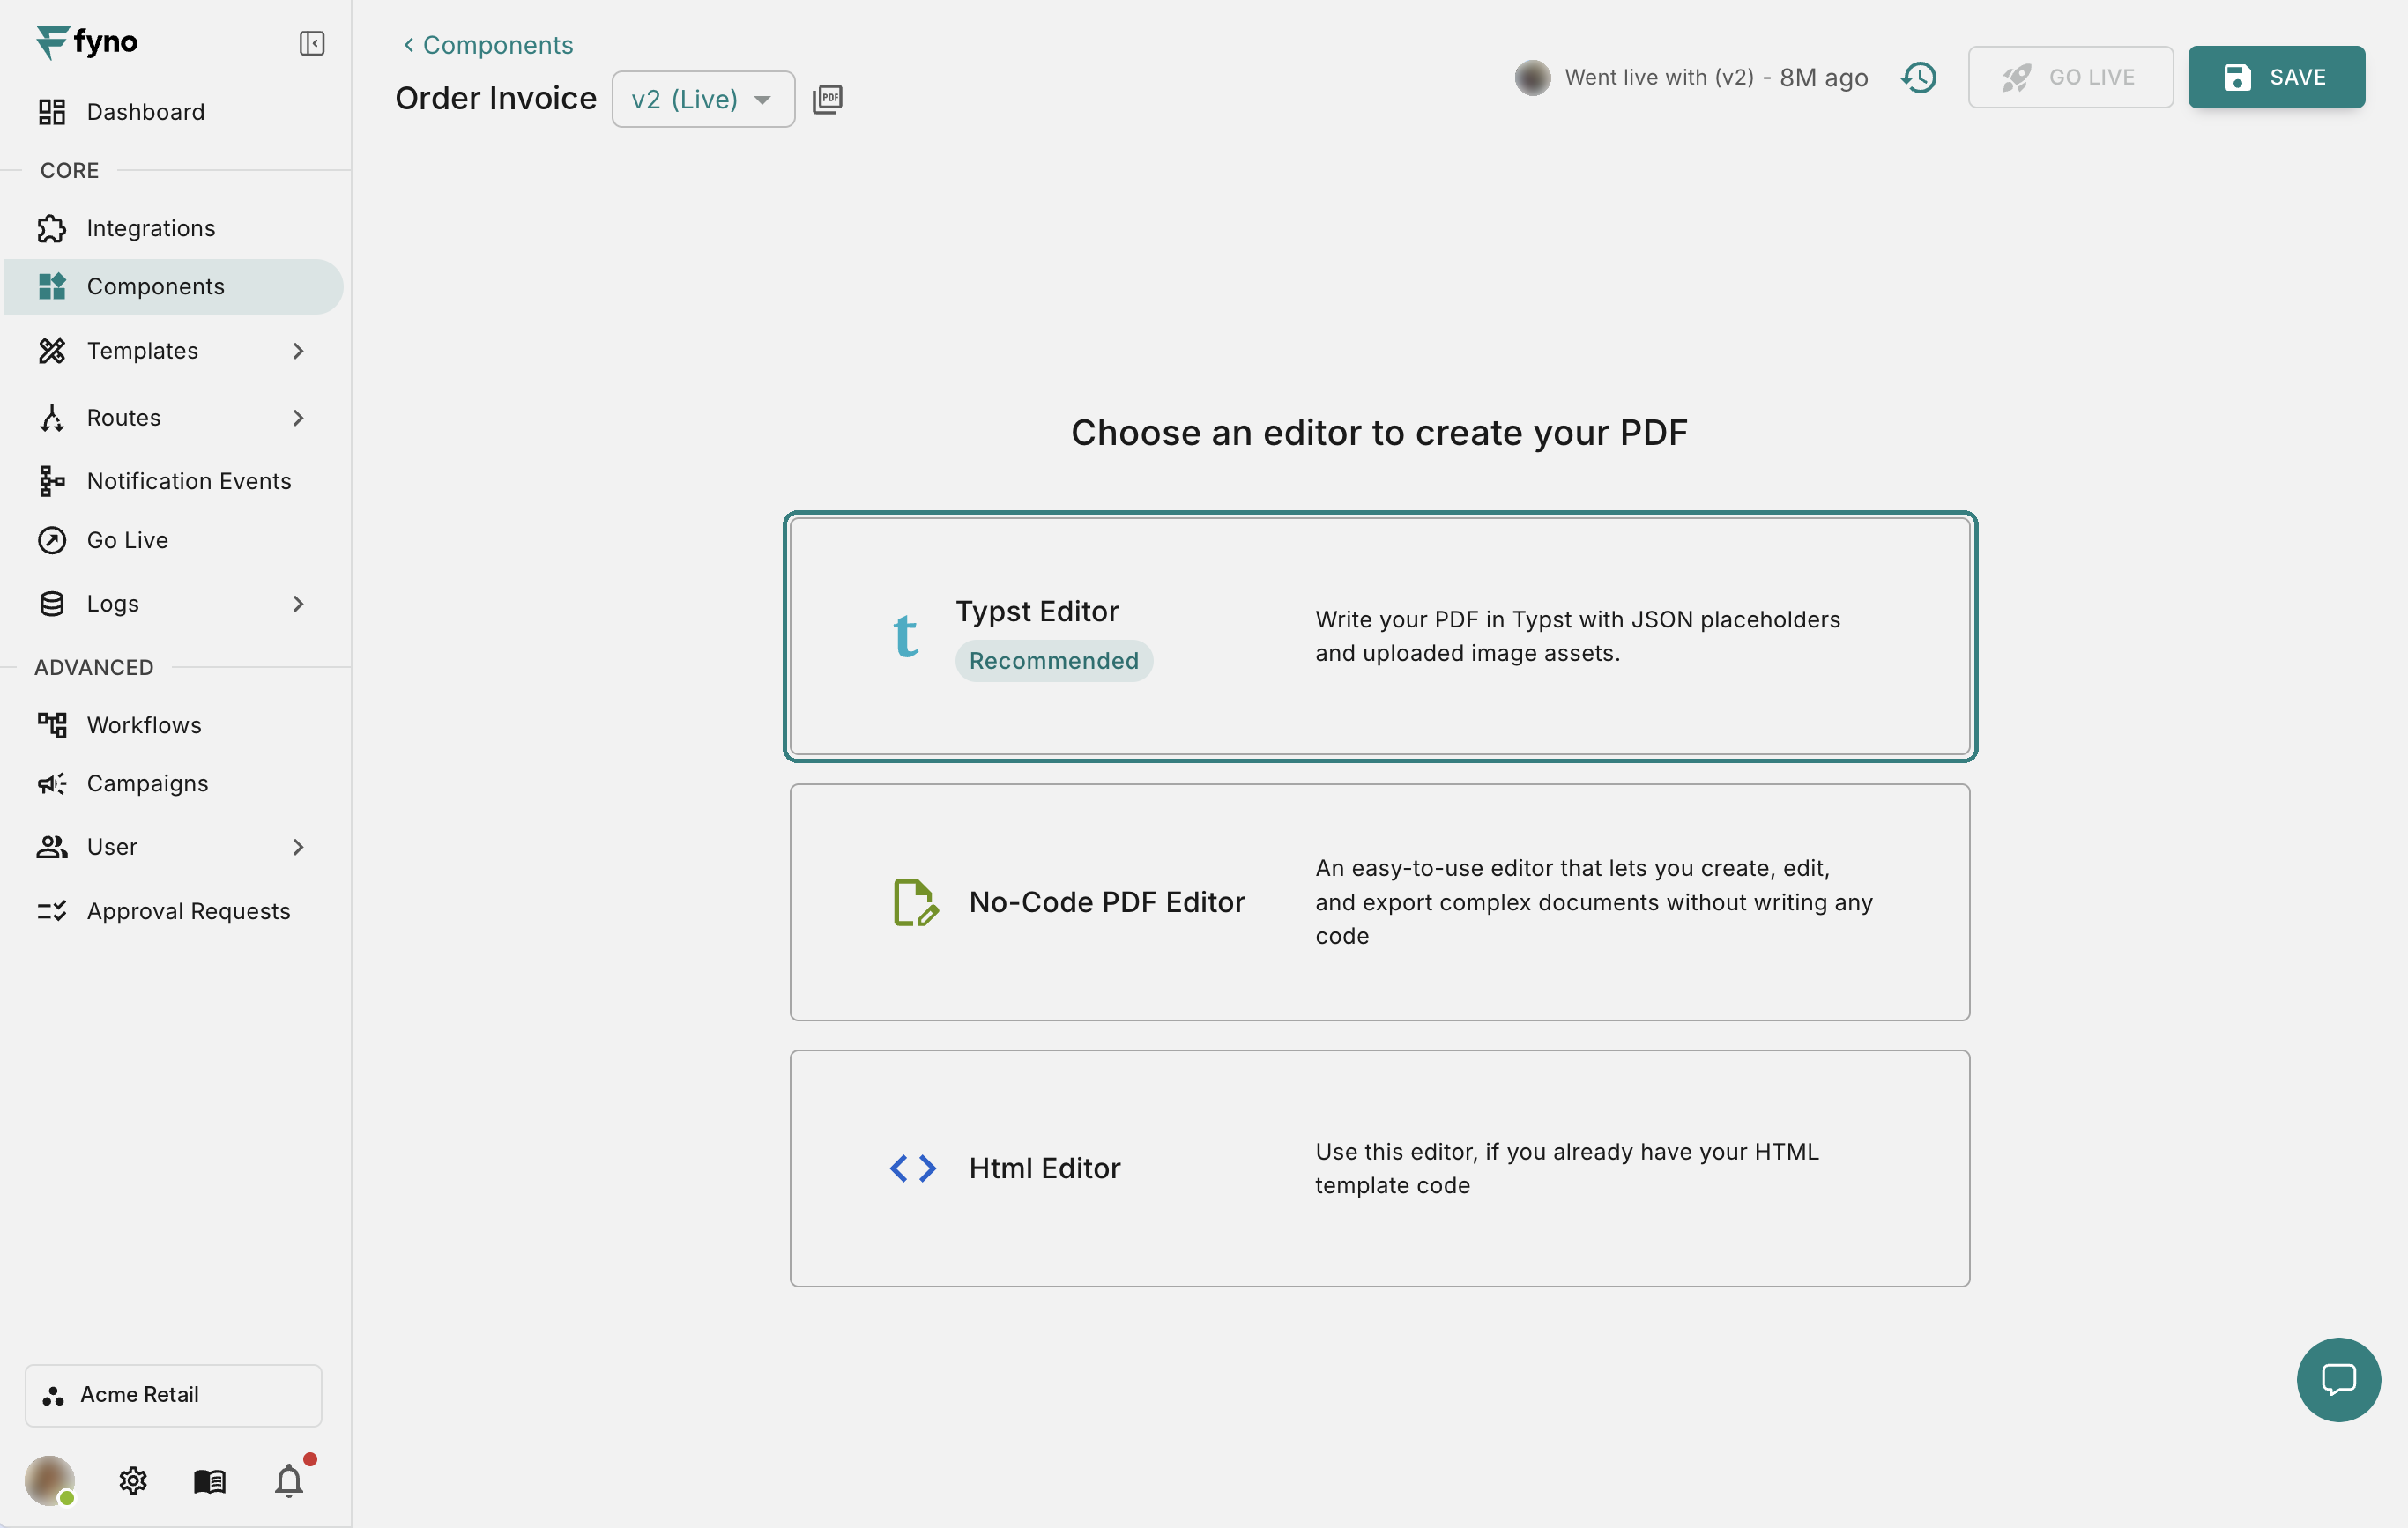 fyno
Dashboard
CORE
Integrations
Components
Templates
Routes
Notification Events
Go Live
Logs
ADVANCED
Workflows
Campaigns
User
Approval Requests
Acme Retail
Components
Order Invoice
v2 (Live)
PDF
Went live with (v2) - 8M ago
GO LIVE
SAVE
Choose an editor to create your PDF
t
Typst Editor
Recommended
Write your PDF in Typst with JSON placeholders
and uploaded image assets.
No-Code PDF Editor
An easy-to-use editor that lets you create, edit,
and export complex documents without writing any
code
Html Editor
Use this editor, if you already have your HTML
template code